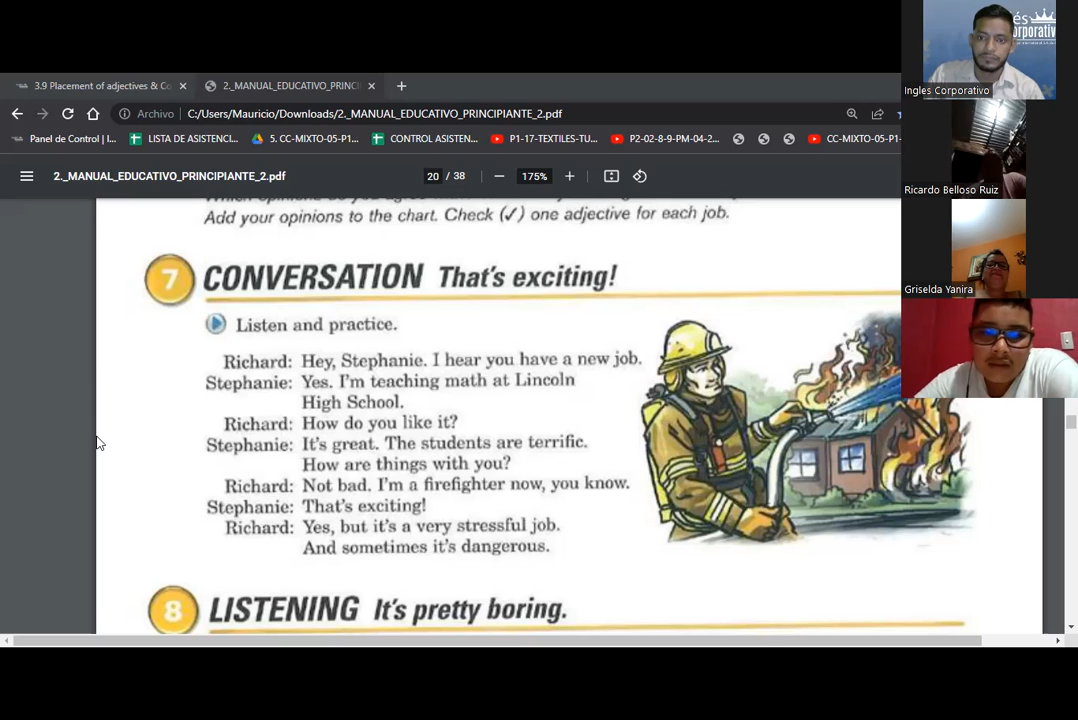 3.9 Placement of adjectives & Co
2._MANUAL_EDUCATIVO_PRINCI
Archivo
C:/Users/Mauricio/Downloads/2._MANUAL_EDUCATIVO_PRINCIPIANTE_2.pdf
Panel de Control | I...
LISTA DE ASISTENCI...
5. CC-MIXTO-05-P1...
CONTROL ASISTEN...
P1-17-TEXTILES-TU...
P2-02-8-9-PM-04-2...
CC-MIXTO-05-P1
2._MANUAL_EDUCATIVO_PRINCIPIANTE_2.pdf
20 / 38
175%
Add your opinions to the chart. Check (✓) one adjective for each job.
7 CONVERSATION That's exciting!
Listen and practice.
Richard: Hey, Stephanie. I hear you have a new job.
Stephanie: Yes. I'm teaching math at Lincoln
High School.
Richard: How do you like it?
Stephanie: It's great. The students are terrific.
How are things with you?
Richard: Not bad. I'm a firefighter now, you know.
Stephanie: That's exciting!
Richard: Yes, but it's a very stressful job.
And sometimes it's dangerous.
8 LISTENING It's pretty boring.
Ingles Corporativo
Ricardo Belloso Ruiz
Griselda Yanira